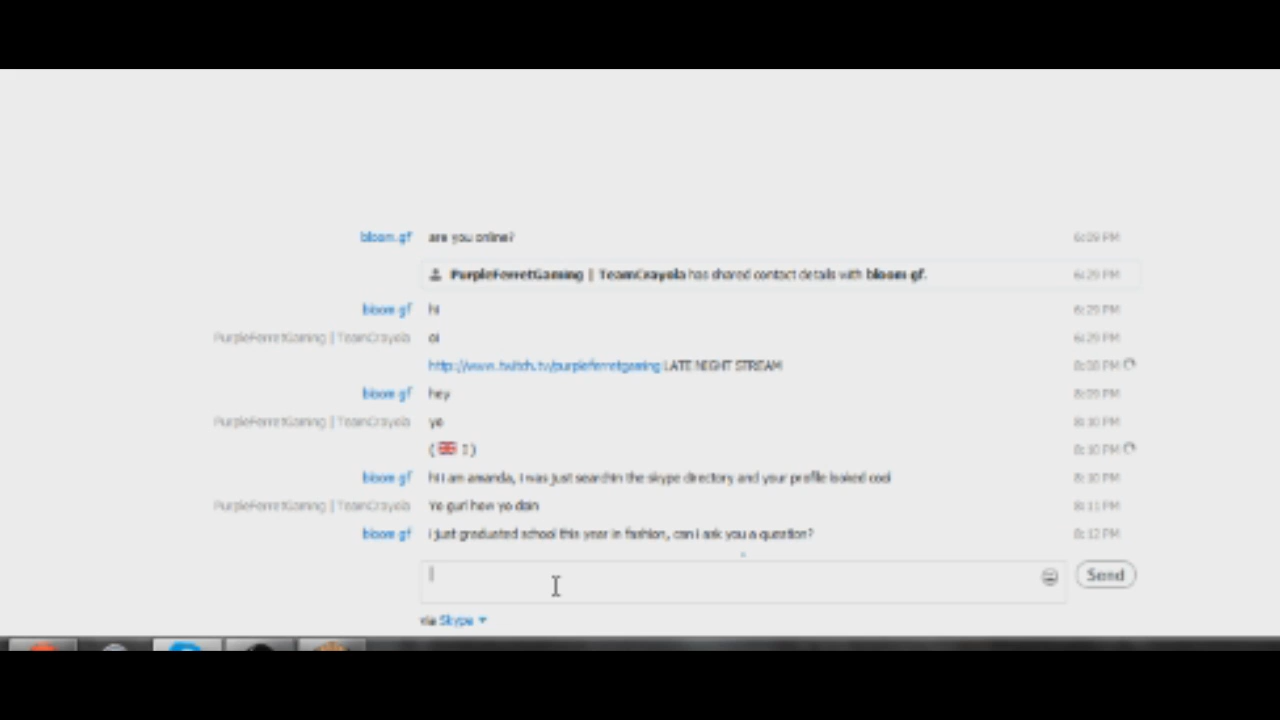 bloom gf are you online? 6:09 PM
PurpleFerretGaming | TeamCrayola has shared contact details with bloom gf. 6:29 PM
bloom gf hi 6:29 PM
PurpleFerretGaming | TeamCrayola oi 6:29 PM
http://www.twitch.tv/purpleferretgaming LATE NIGHT STREAM 8:08 PM
bloom gf hey 8:09 PM
PurpleFerretGaming | TeamCrayola yo 8:10 PM
8:10 PM
bloom gf hi I am amanda, I was just searchin the skype directory and your profile looked cool 8:10 PM
PurpleFerretGaming | TeamCrayola Yo gurl how yo doin 8:11 PM
bloom gf i just graduated school this year in fashion, can i ask you a question? 8:12 PM
Send
via Skype